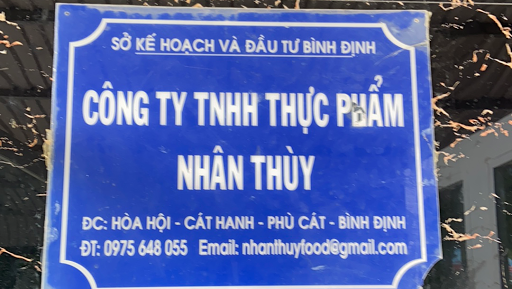 SỞ KẾ HOẠCH VÀ ĐẦU TƯ BÌNH ĐỊNH
CÔNG TY TNHH THỰC PHẨM
NHÂN THÙY
ĐC: HÒA HỘI - CÁT HANH - PHÙ CÁT - BÌNH ĐỊNH
ĐT: 0975 648 055 Email: nhanthuyfood@gmail.com